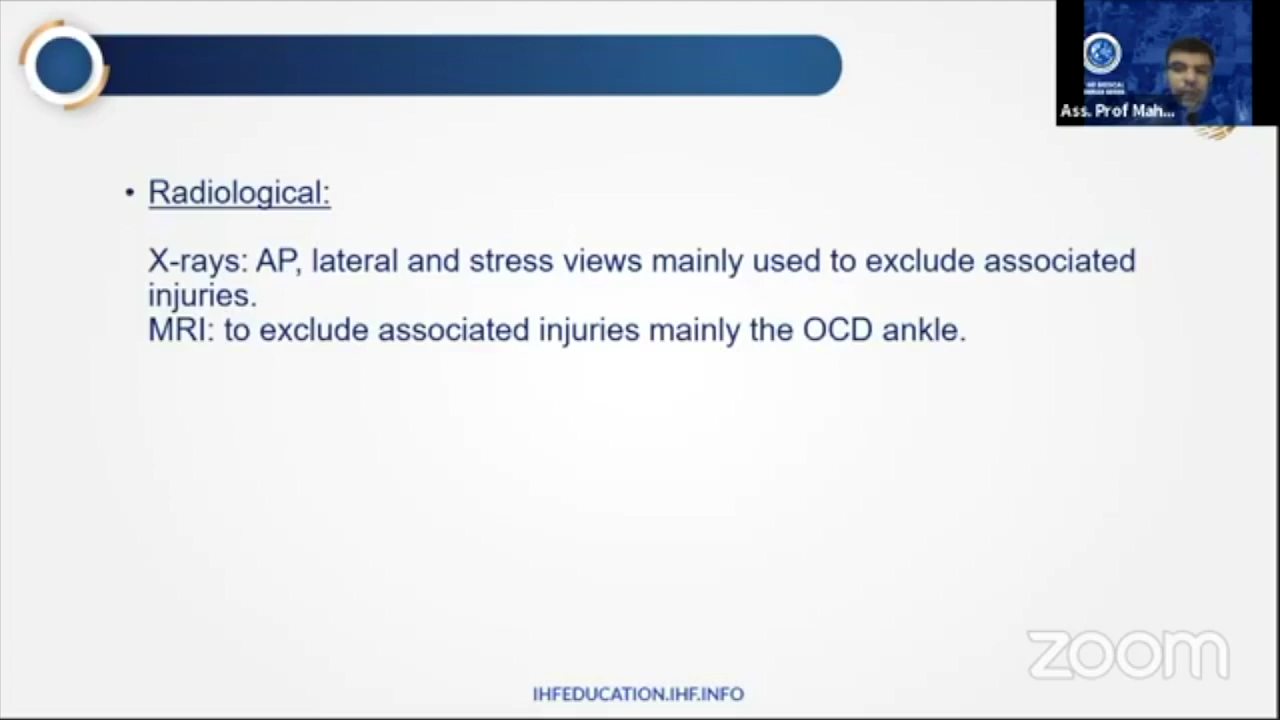 Ass. Prof Mah...
• Radiological:
X-rays: AP, lateral and stress views mainly used to exclude associated
injuries.
MRI: to exclude associated injuries mainly the OCD ankle.
zoom
IHFEDUCATION.IHF.INFO